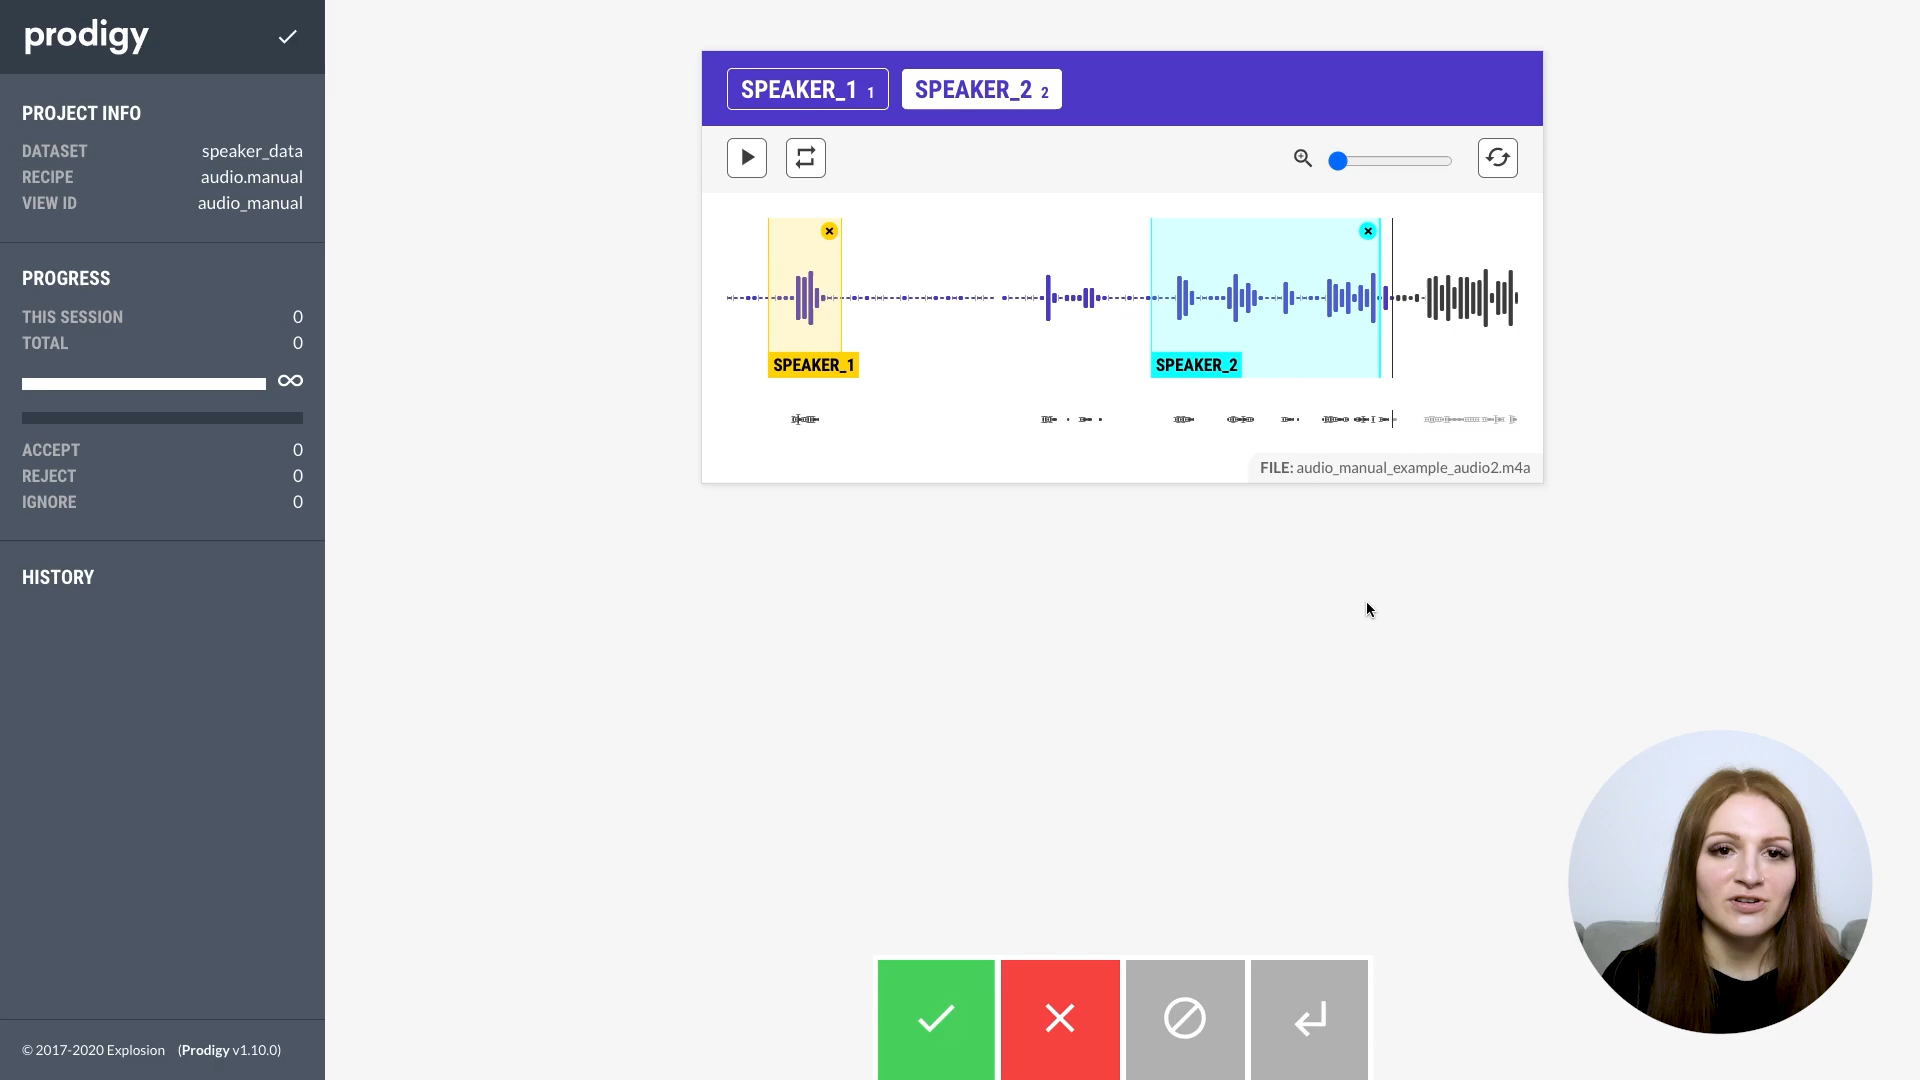 prodigy
PROJECT INFO
DATASET speaker_data
RECIPE audio.manual
VIEW ID audio_manual
PROGRESS
THIS SESSION 0
TOTAL 0
∞
ACCEPT 0
REJECT 0
IGNORE 0
HISTORY
© 2017-2020 Explosion (Prodigy v1.10.0)
SPEAKER_1 1 SPEAKER_2 2
SPEAKER_1 SPEAKER_2
FILE: audio_manual_example_audio2.m4a